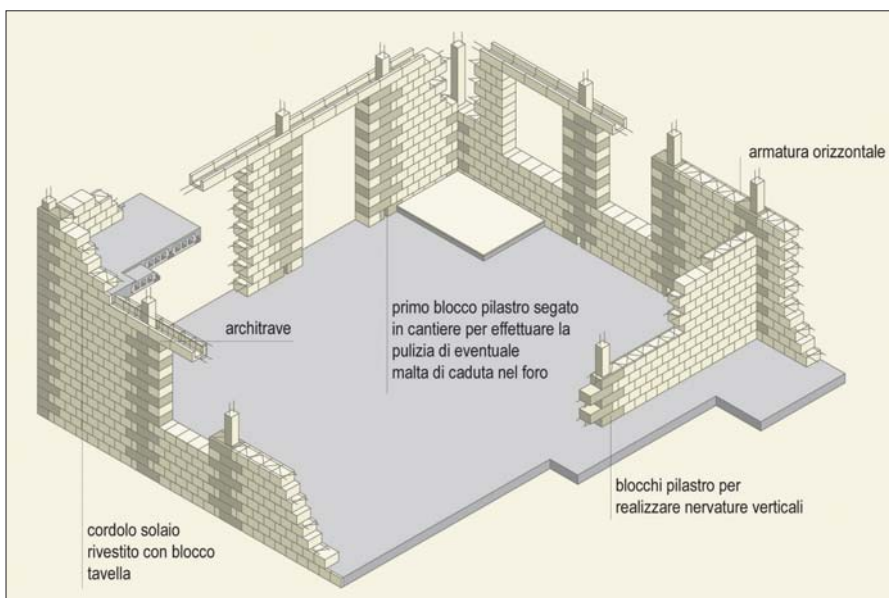 armatura orizzontale
primo blocco pilastro segato
in cantiere per effettuare la
pulizia di eventuale
malta di caduta nel foro
architrave
blocchi pilastro per
realizzare nervature verticali
cordolo solaio
rivestito con blocco
tavella